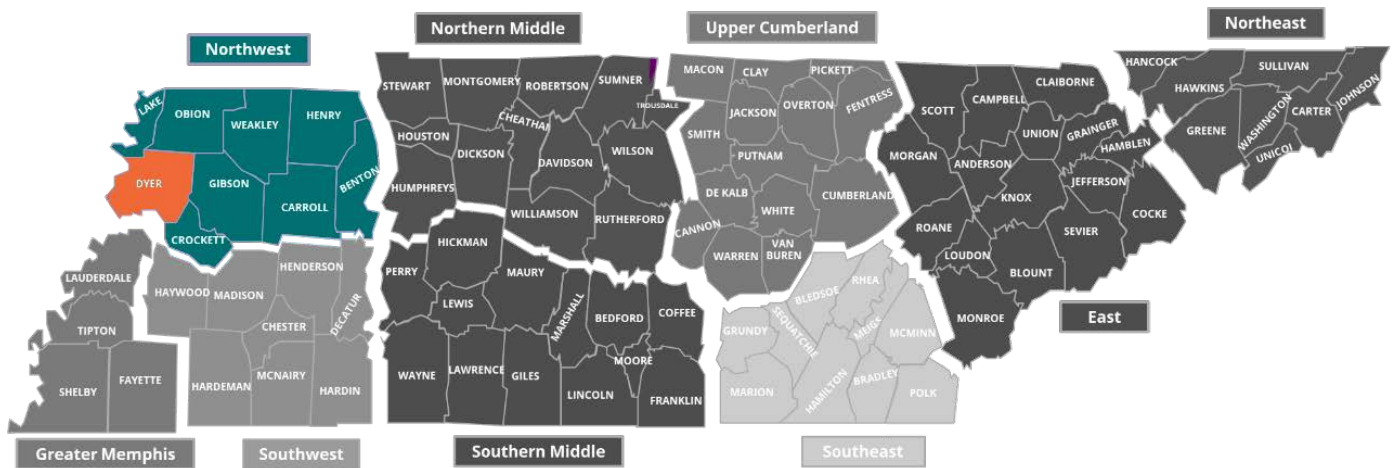 Northern Middle
Upper Cumberland
Northeast
Northwest
LAKE
OBION
WEAKLEY
HENRY
DYER
GIBSON
CARROLL
BENTON
CROCKETT
STEWART
MONTGOMERY
ROBERTSON
SUMNER
TROUSDALE
HOUSTON
CHEATHAM
DICKSON
DAVIDSON
WILSON
HUMPHREYS
WILLIAMSON
RUTHERFORD
MACON
CLAY
PICKETT
JACKSON
OVERTON
FENTRESS
SMITH
PUTNAM
DE KALB
WHITE
CUMBERLAND
CANNON
WARREN
VAN
BUREN
SCOTT
CAMPBELL
CLAIBORNE
UNION
GRAINGER
HAMBLEN
MORGAN
ANDERSON
JEFFERSON
KNOX
COCKE
ROANE
SEVIER
LOUDON
BLOUNT
MONROE
East
HANCOCK
SULLIVAN
HAWKINS
JOHNSON
GREENE
WASHINGTON
CARTER
UNICOI
LAUDERDALE
TIPTON
SHELBY
FAYETTE
Greater Memphis
HAYWOOD
MADISON
HENDERSON
DECATUR
CHESTER
HARDEMAN
MCNAIRY
HARDIN
Southwest
PERRY
HICKMAN
LEWIS
MAURY
MARSHALL
BEDFORD
COFFEE
MOORE
WAYNE
LAWRENCE
GILES
LINCOLN
FRANKLIN
Southern Middle
GRUNDY
SEQUATCHIE
BLEDSOE
RHEA
MEIGS
MCMINN
MARION
HAMILTON
BRADLEY
POLK
Southeast